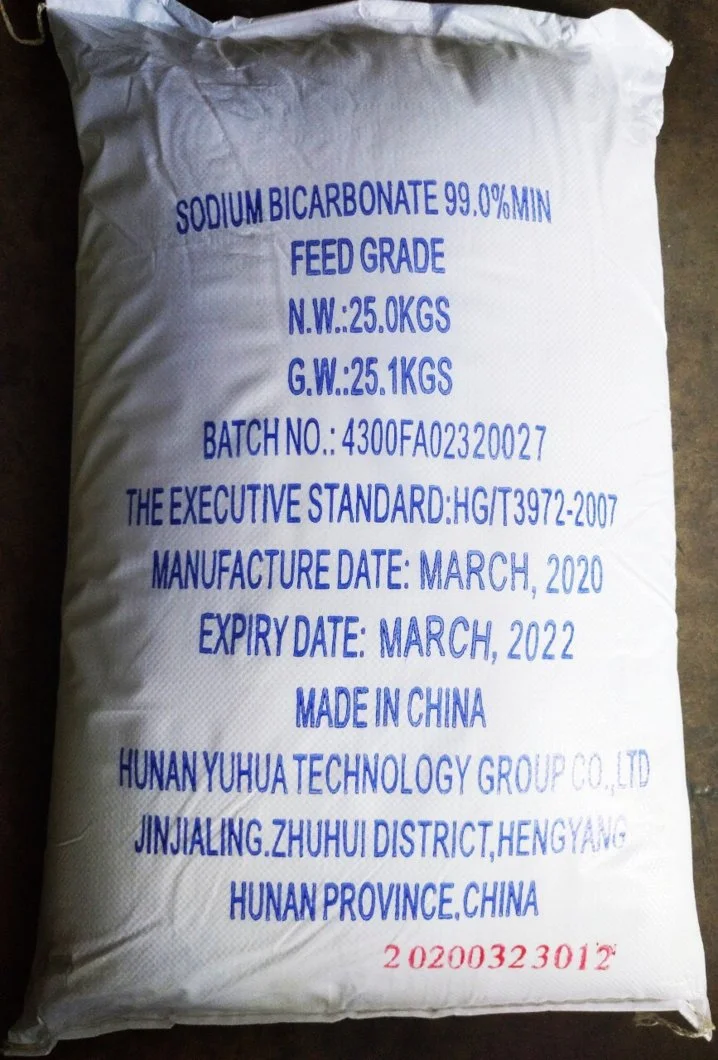 SODIUM BICARBONATE 99.0%MIN
FEED GRADE
N.W.:25.0KGS
G.W.:25.1KGS
BATCH NO.: 4300FA02320027
THE EXECUTIVE STANDARD:HG/T3972-2007
MANUFACTURE DATE: MARCH, 2020
EXPIRY DATE: MARCH, 2022
MADE IN CHINA
HUNAN YUHUA TECHNOLOGY GROUP CO.,LTD
JINJIALING.ZHUHUI DISTRICT,HENGYANG
HUNAN PROVINCE.CHINA
20200323012